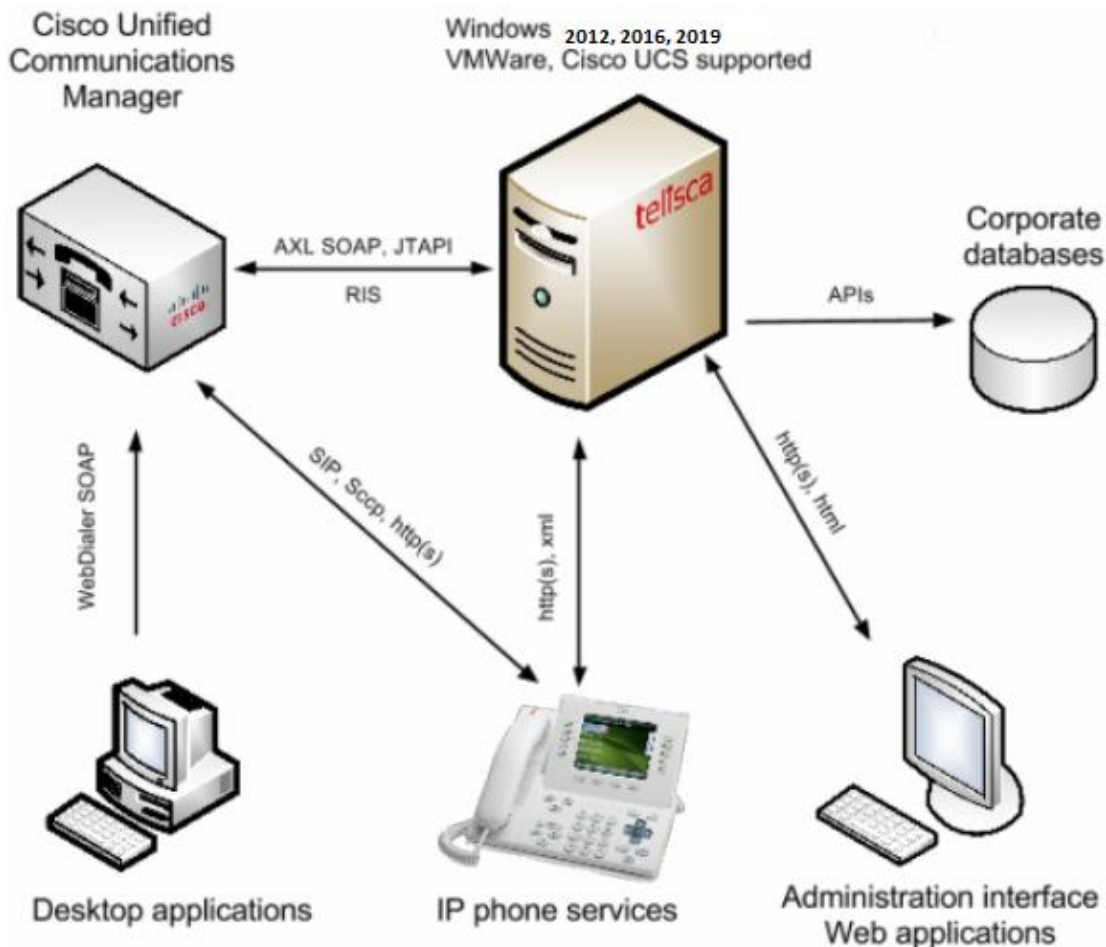 Cisco Unified
Communications
Manager
Windows 2012, 2016, 2019
VMWare, Cisco UCS supported
telisca
AXL SOAP, JTAPI
RIS
cisco
Corporate
databases
APIs
WebDialer SOAP
SIP, Sccp, http(s)
http(s), xml
http(s), html
Desktop applications
IP phone services
Administration interface
Web applications